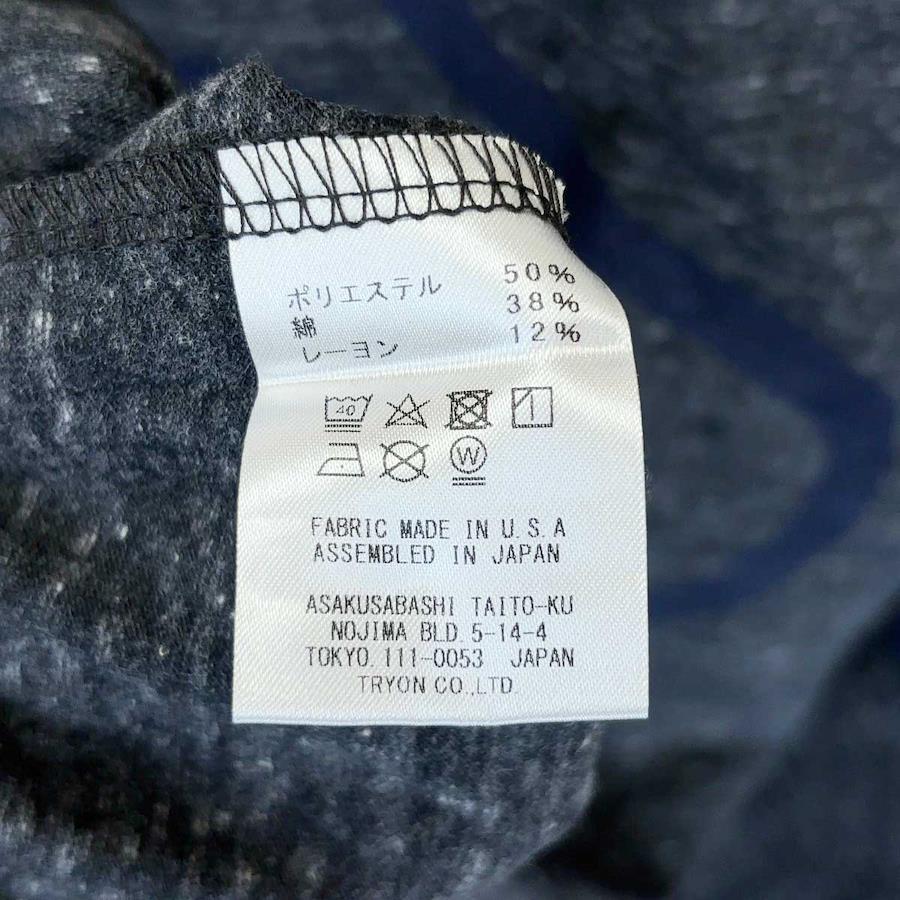 ポリエステル 50%
綿 38%
レーヨン 12%
40
W
FABRIC MADE IN U.S.A
ASSEMBLED IN JAPAN
ASAKUSABASHI TAITO-KU
NOJIMA BLD. 5-14-4
TOKYO. 111-0053 JAPAN
TRYON CO.,LTD.